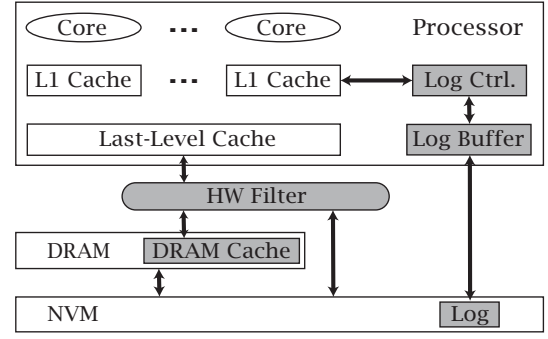 Core ... Core Processor
L1 Cache ... L1 Cache Log Ctrl.
Last-Level Cache Log Buffer
HW Filter
DRAM DRAM Cache
NVM Log